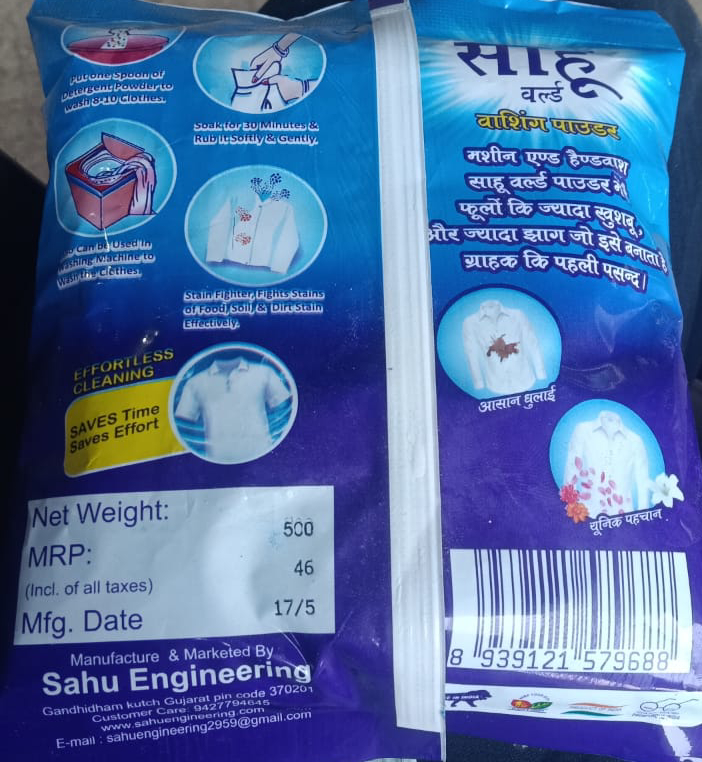 Put One Spoon of
Detergent Powder to
wash 8-10 Clothes.
Soak for 30 Minutes &
Rub it Softly & Gently.
Can be Used in
Washing Machine to
Wash the Clothes.
Stain Fighter, Fights Stains
of Food, Soil, & Dirt Stain
Effectively.
EFFORTLESS
CLEANING
SAVES Time
Saves Effort
Net Weight: 500
MRP: 46
(Incl. of all taxes)
Mfg. Date 17/5
Manufacture & Marketed By
Sahu Engineering
Gandhidham kutch Gujarat pin code 370201
Customer Care: 9427794645
www.sahuengineering.com
E-mail : sahuengineering2959@gmail.com
साहू
वर्ल्ड
वाशिंग पाउडर
मशीन एण्ड हैण्डवाश
साहू वर्ल्ड पाउडर में
फूलों कि ज्यादा खुशबू,
और ज्यादा झाग जो इसे बनाता है
ग्राहक कि पहली पसन्द।
आसान धुलाई
यूनिक पहचान
8 939121 579688